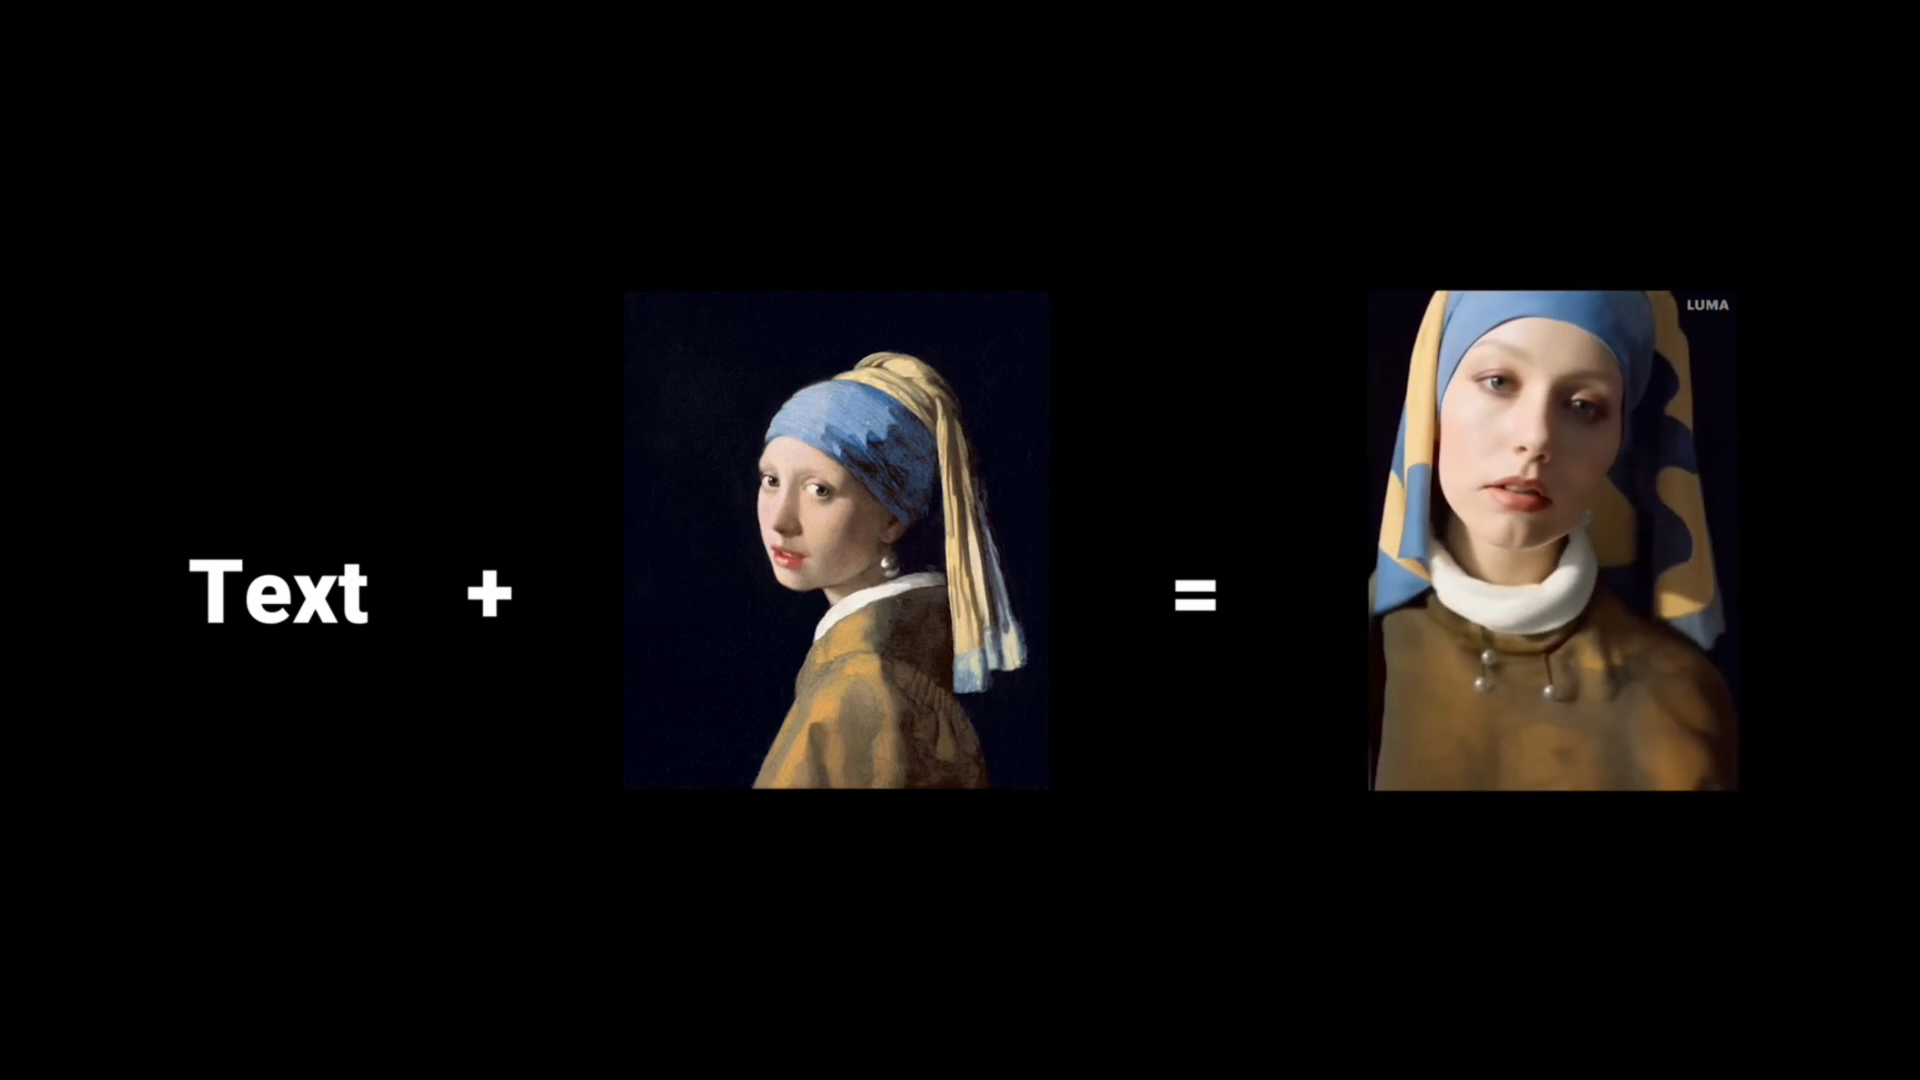 LUMA
Text + =